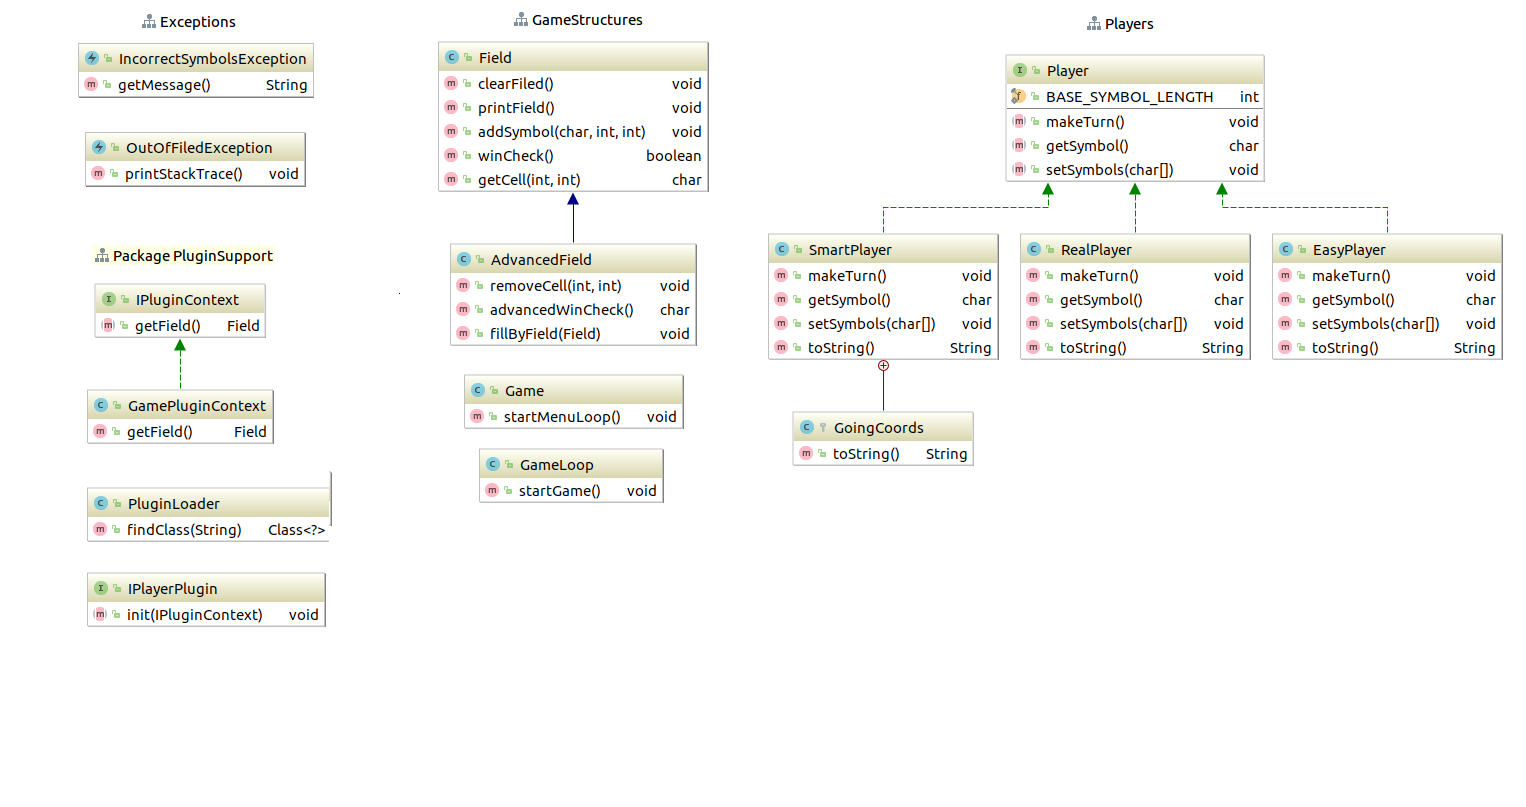 Exceptions
IncorrectSymbolsException
getMessage() String
OutOfFiledException
printStackTrace() void
Package PluginSupport
IPluginContext
getField() Field
GamePluginContext
getField() Field
PluginLoader
findClass(String) Class<?>
IPlayerPlugin
init(IPluginContext) void
GameStructures
Field
clearFiled() void
printField() void
addSymbol(char, int, int) void
winCheck() boolean
getCell(int, int) char
AdvancedField
removeCell(int, int) void
advancedWinCheck() char
fillByField(Field) void
Game
startMenuLoop() void
GameLoop
startGame() void
Players
Player
BASE_SYMBOL_LENGTH int
makeTurn() void
getSymbol() char
setSymbols(char[]) void
SmartPlayer
makeTurn() void
getSymbol() char
setSymbols(char[]) void
toString() String
GoingCoords
toString() String
RealPlayer
makeTurn() void
getSymbol() char
setSymbols(char[]) void
toString() String
EasyPlayer
makeTurn() void
getSymbol() char
setSymbols(char[]) void
toString() String